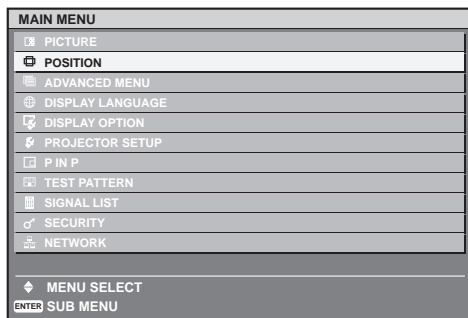 MAIN MENU
PICTURE
POSITION
ADVANCED MENU
DISPLAY LANGUAGE
DISPLAY OPTION
PROJECTOR SETUP
P IN P
TEST PATTERN
SIGNAL LIST
SECURITY
NETWORK
MENU SELECT
ENTER SUB MENU